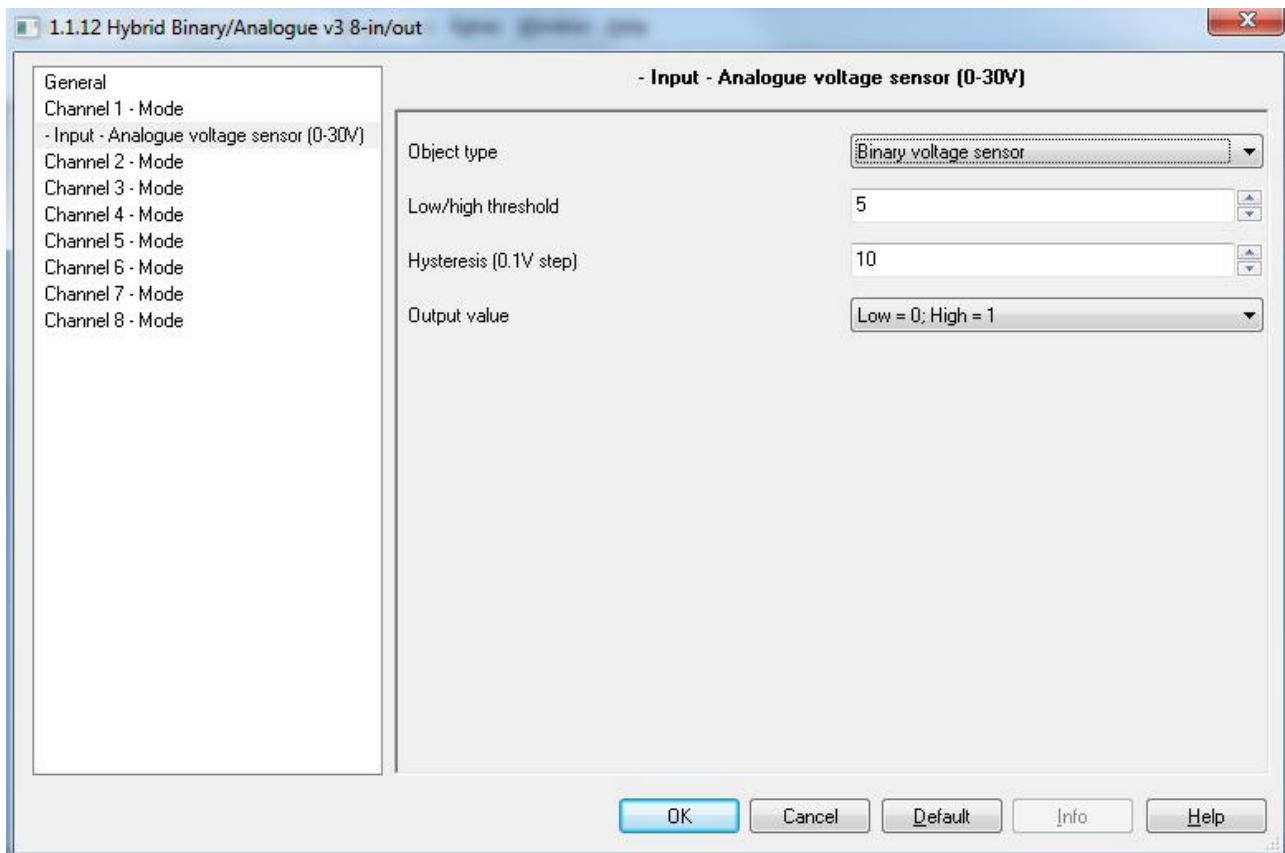 1.1.12 Hybrid Binary/Analogue v3 8-in/out
General
Channel 1 - Mode
- Input - Analogue voltage sensor (0-30V)
Channel 2 - Mode
Channel 3 - Mode
Channel 4 - Mode
Channel 5 - Mode
Channel 6 - Mode
Channel 7 - Mode
Channel 8 - Mode
- Input - Analogue voltage sensor (0-30V)
Object type Binary voltage sensor
Low/high threshold 5
Hysteresis (0.1V step) 10
Output value Low = 0; High = 1
OK Cancel Default Info Help